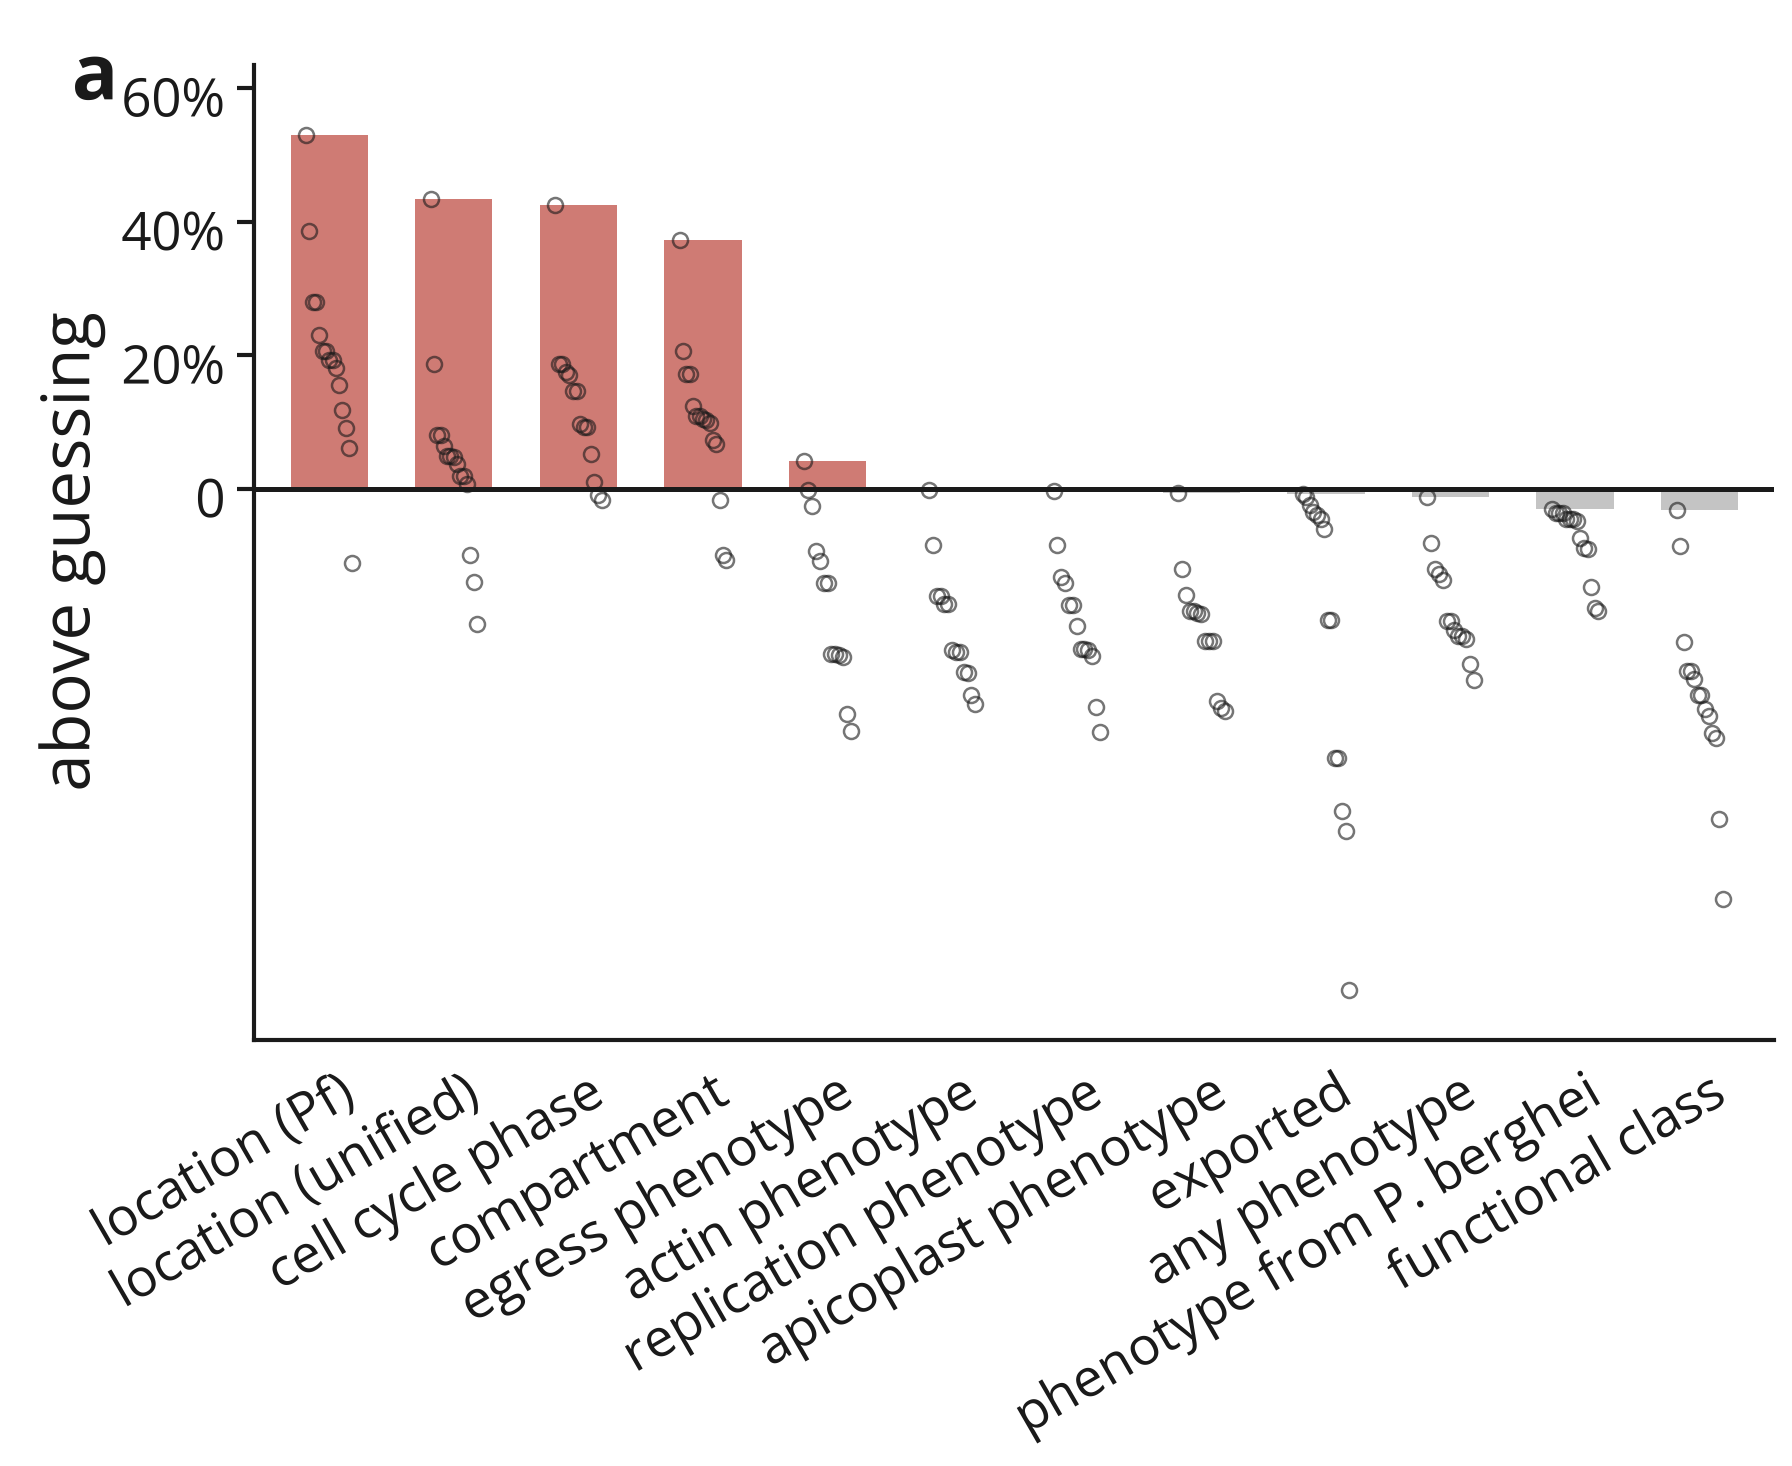 a
60%
40%
20%
0
above guessing
location (Pf)
location (unified)
cell cycle phase
compartment
egress phenotype
actin phenotype
replication phenotype
apicoplast phenotype
exported
any phenotype
phenotype from P. berghei
functional class